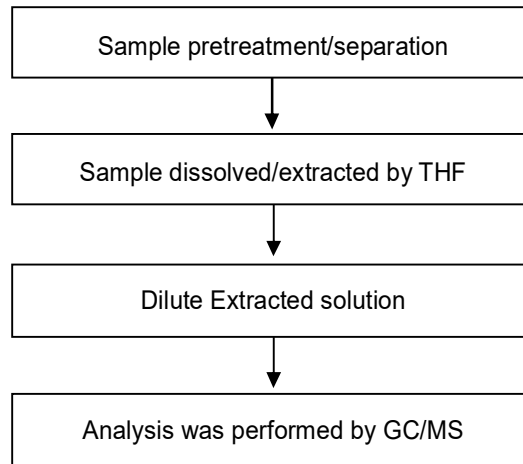 Sample pretreatment/separation
Sample dissolved/extracted by THF
Dilute Extracted solution
Analysis was performed by GC/MS